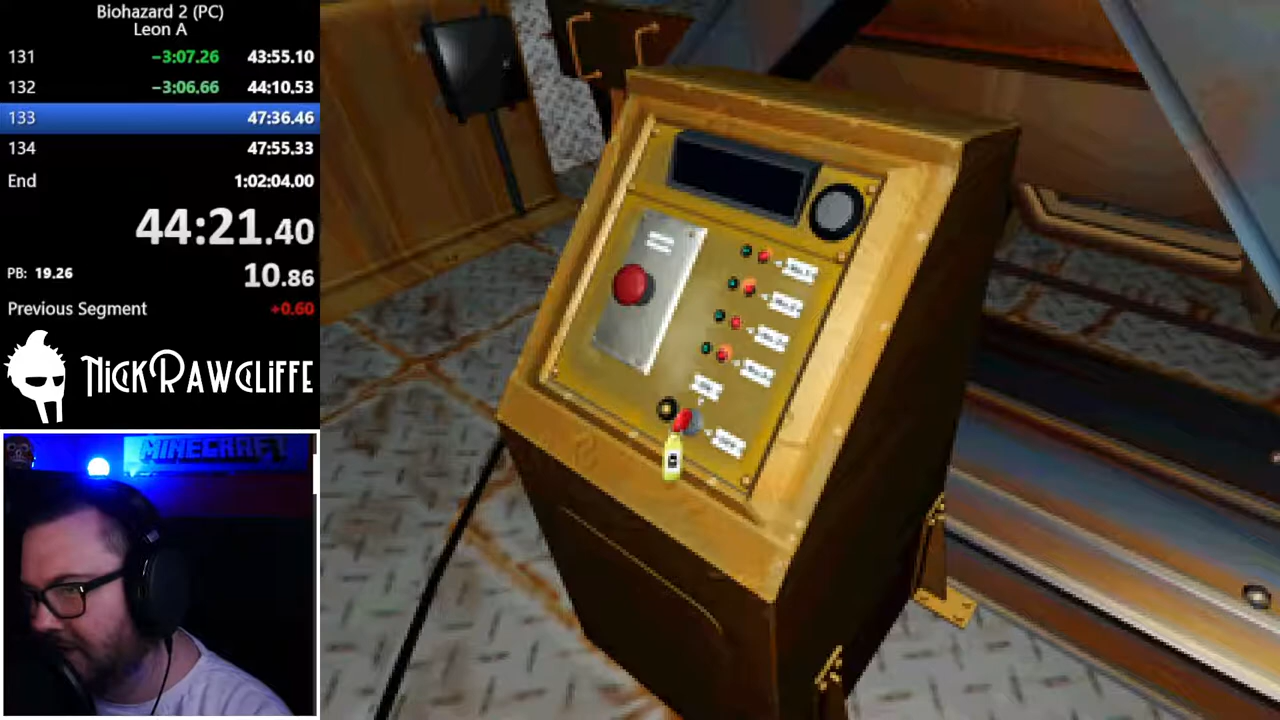 Biohazard 2 (PC)
Leon A
131 −3:07.26 43:55.10
132 −3:06.66 44:10.53
133 47:36.46
134 47:55.33
End 1:02:04.00
44:21.40
PB: 19.26 10.86
Previous Segment +0.60
NickRawcliffe
MINECRAFT